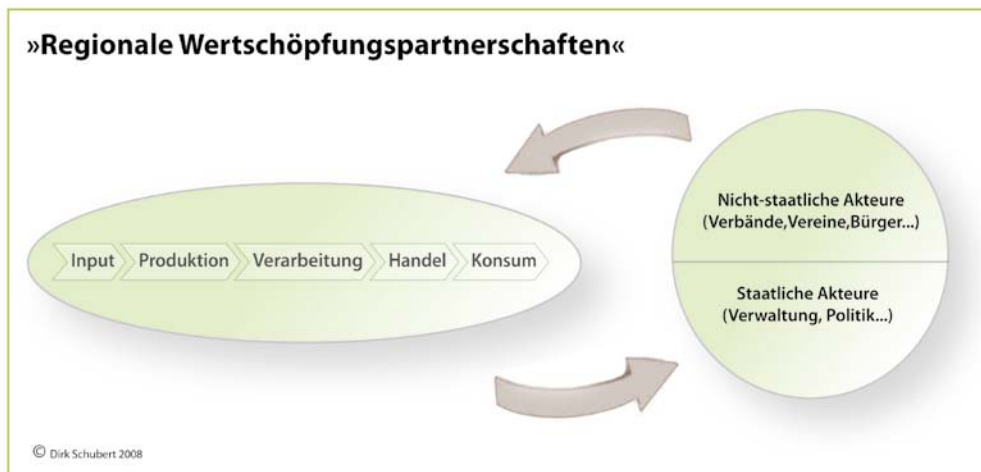 »Regionale Wertschöpfungspartnerschaften«
Nicht-staatliche Akteure
(Verbände,Vereine,Bürger...)
Input Produktion Verarbeitung Handel Konsum
Staatliche Akteure
(Verwaltung, Politik...)
© Dirk Schubert 2008